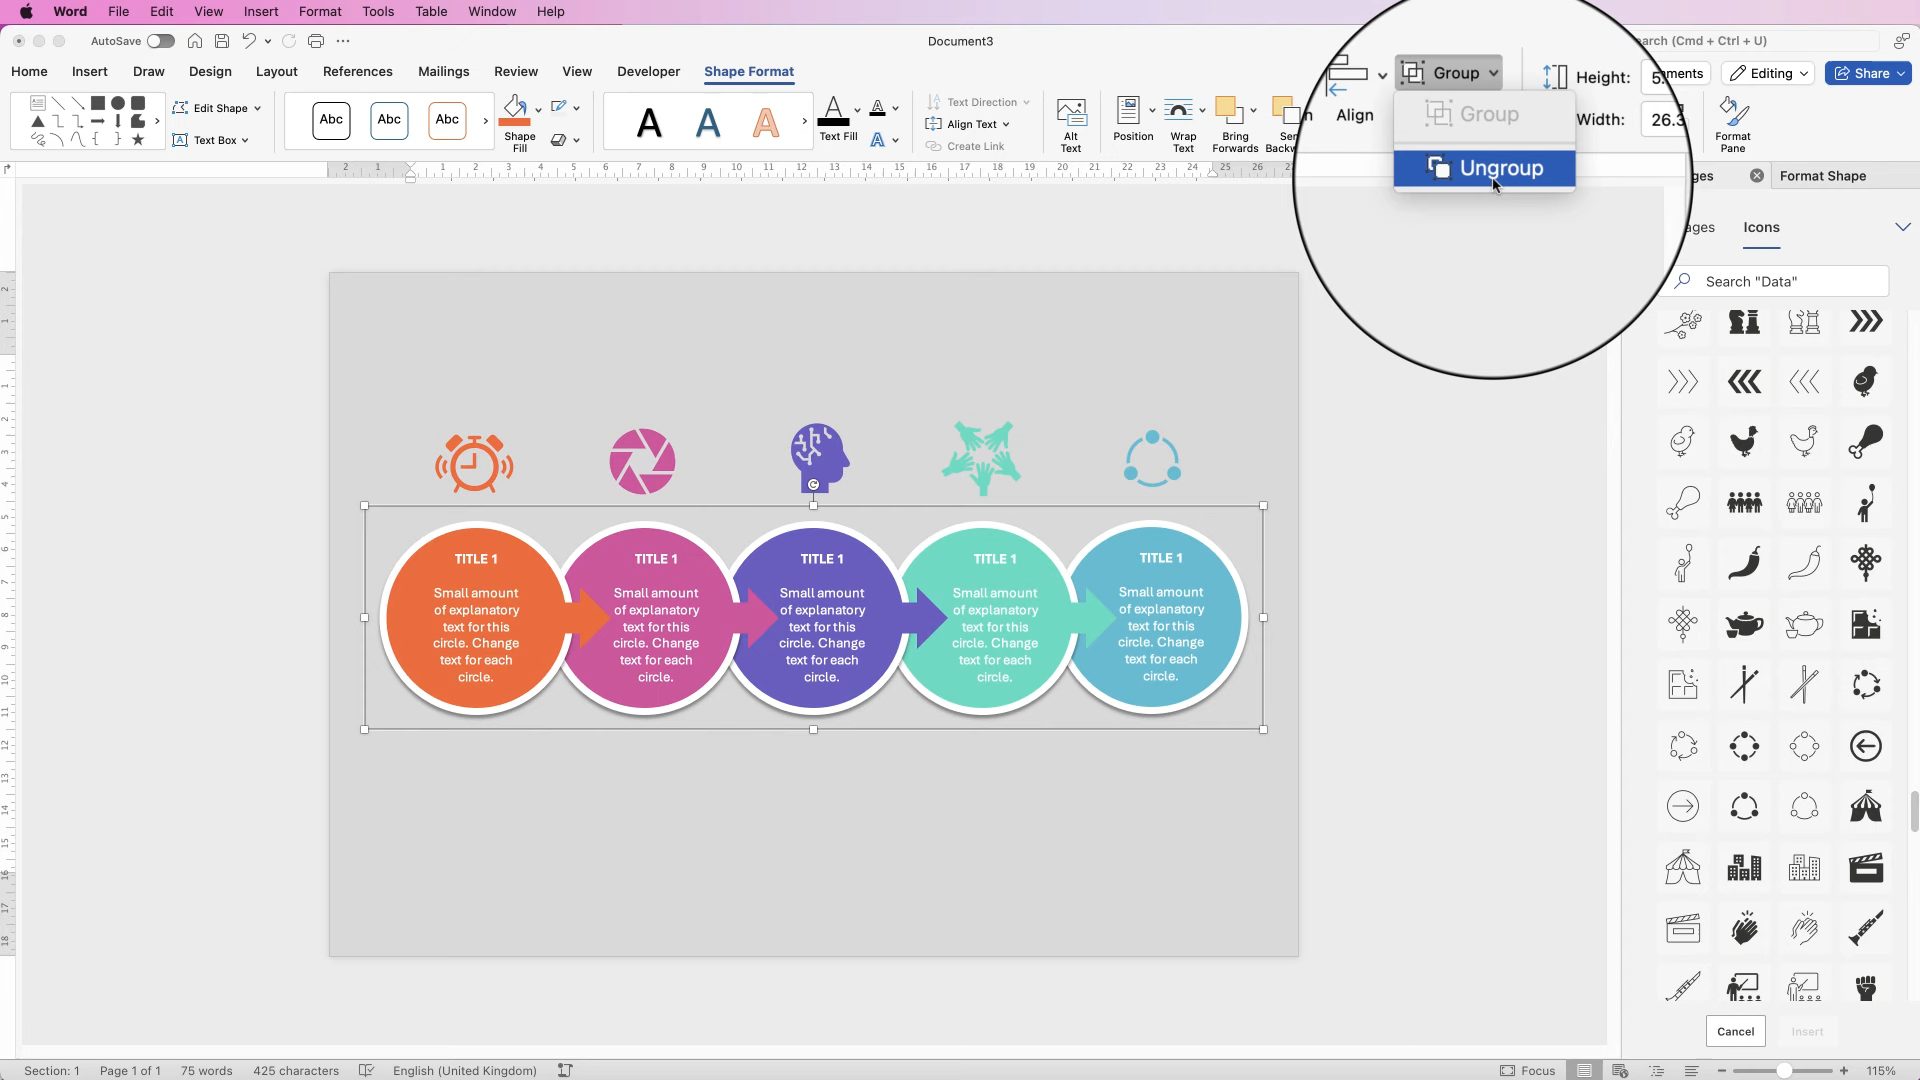 Word File Edit View Insert Format Tools Table Window Help
AutoSave
Document3
Home Insert Draw Design Layout References Mailings Review View Developer Shape Format
Editing
Share
Edit Shape
Text Box
Abc Abc Abc
Shape
Fill
A A A
Text Fill
Text Direction
Align Text
Create Link
Alt
Text
Position
Wrap
Text
Bring
Forwards
Align
Group
Group
Ungroup
Height:
Width: 26.3
Format
Pane
Format Shape
Icons
Search "Data"
TITLE 1
Small amount
of explanatory
text for this
circle. Change
text for each
circle.
TITLE 1
Small amount
of explanatory
text for this
circle. Change
text for each
circle.
TITLE 1
Small amount
of explanatory
text for this
circle. Change
text for each
circle.
TITLE 1
Small amount
of explanatory
text for this
circle. Change
text for each
circle.
TITLE 1
Small amount
of explanatory
text for this
circle. Change
text for each
circle.
Cancel Insert
Section: 1 Page 1 of 1 75 words 425 characters English (United Kingdom) Focus 115%